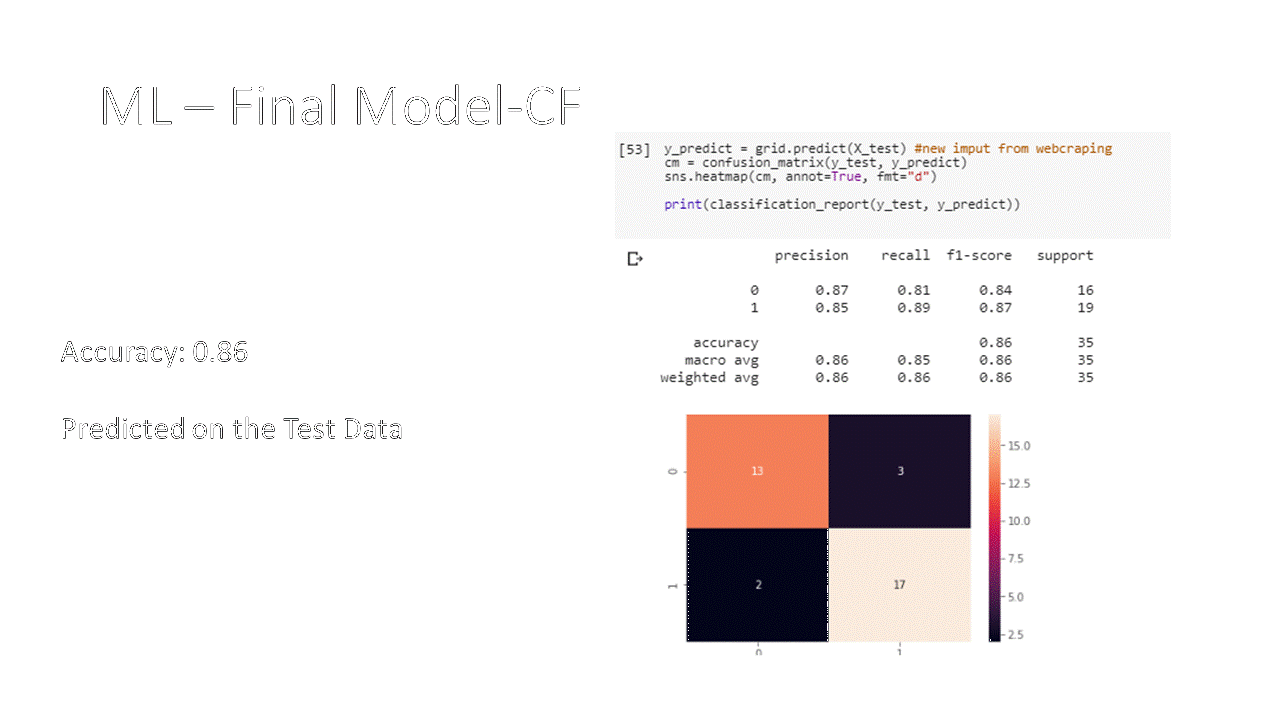 ML – Final Model-CF
[53] y_predict = grid.predict(X_test) #new imput from webcraping
cm = confusion_matrix(y_test, y_predict)
sns.heatmap(cm, annot=True, fmt="d")
print(classification_report(y_test, y_predict))
precision recall f1-score support
0 0.87 0.81 0.84 16
1 0.85 0.89 0.87 19
accuracy 0.86 35
macro avg 0.86 0.85 0.86 35
weighted avg 0.86 0.86 0.86 35
Accuracy: 0.86
Predicted on the Test Data
0 13 3
1 2 17
0 1
15.0
12.5
10.0
7.5
5.0
2.5